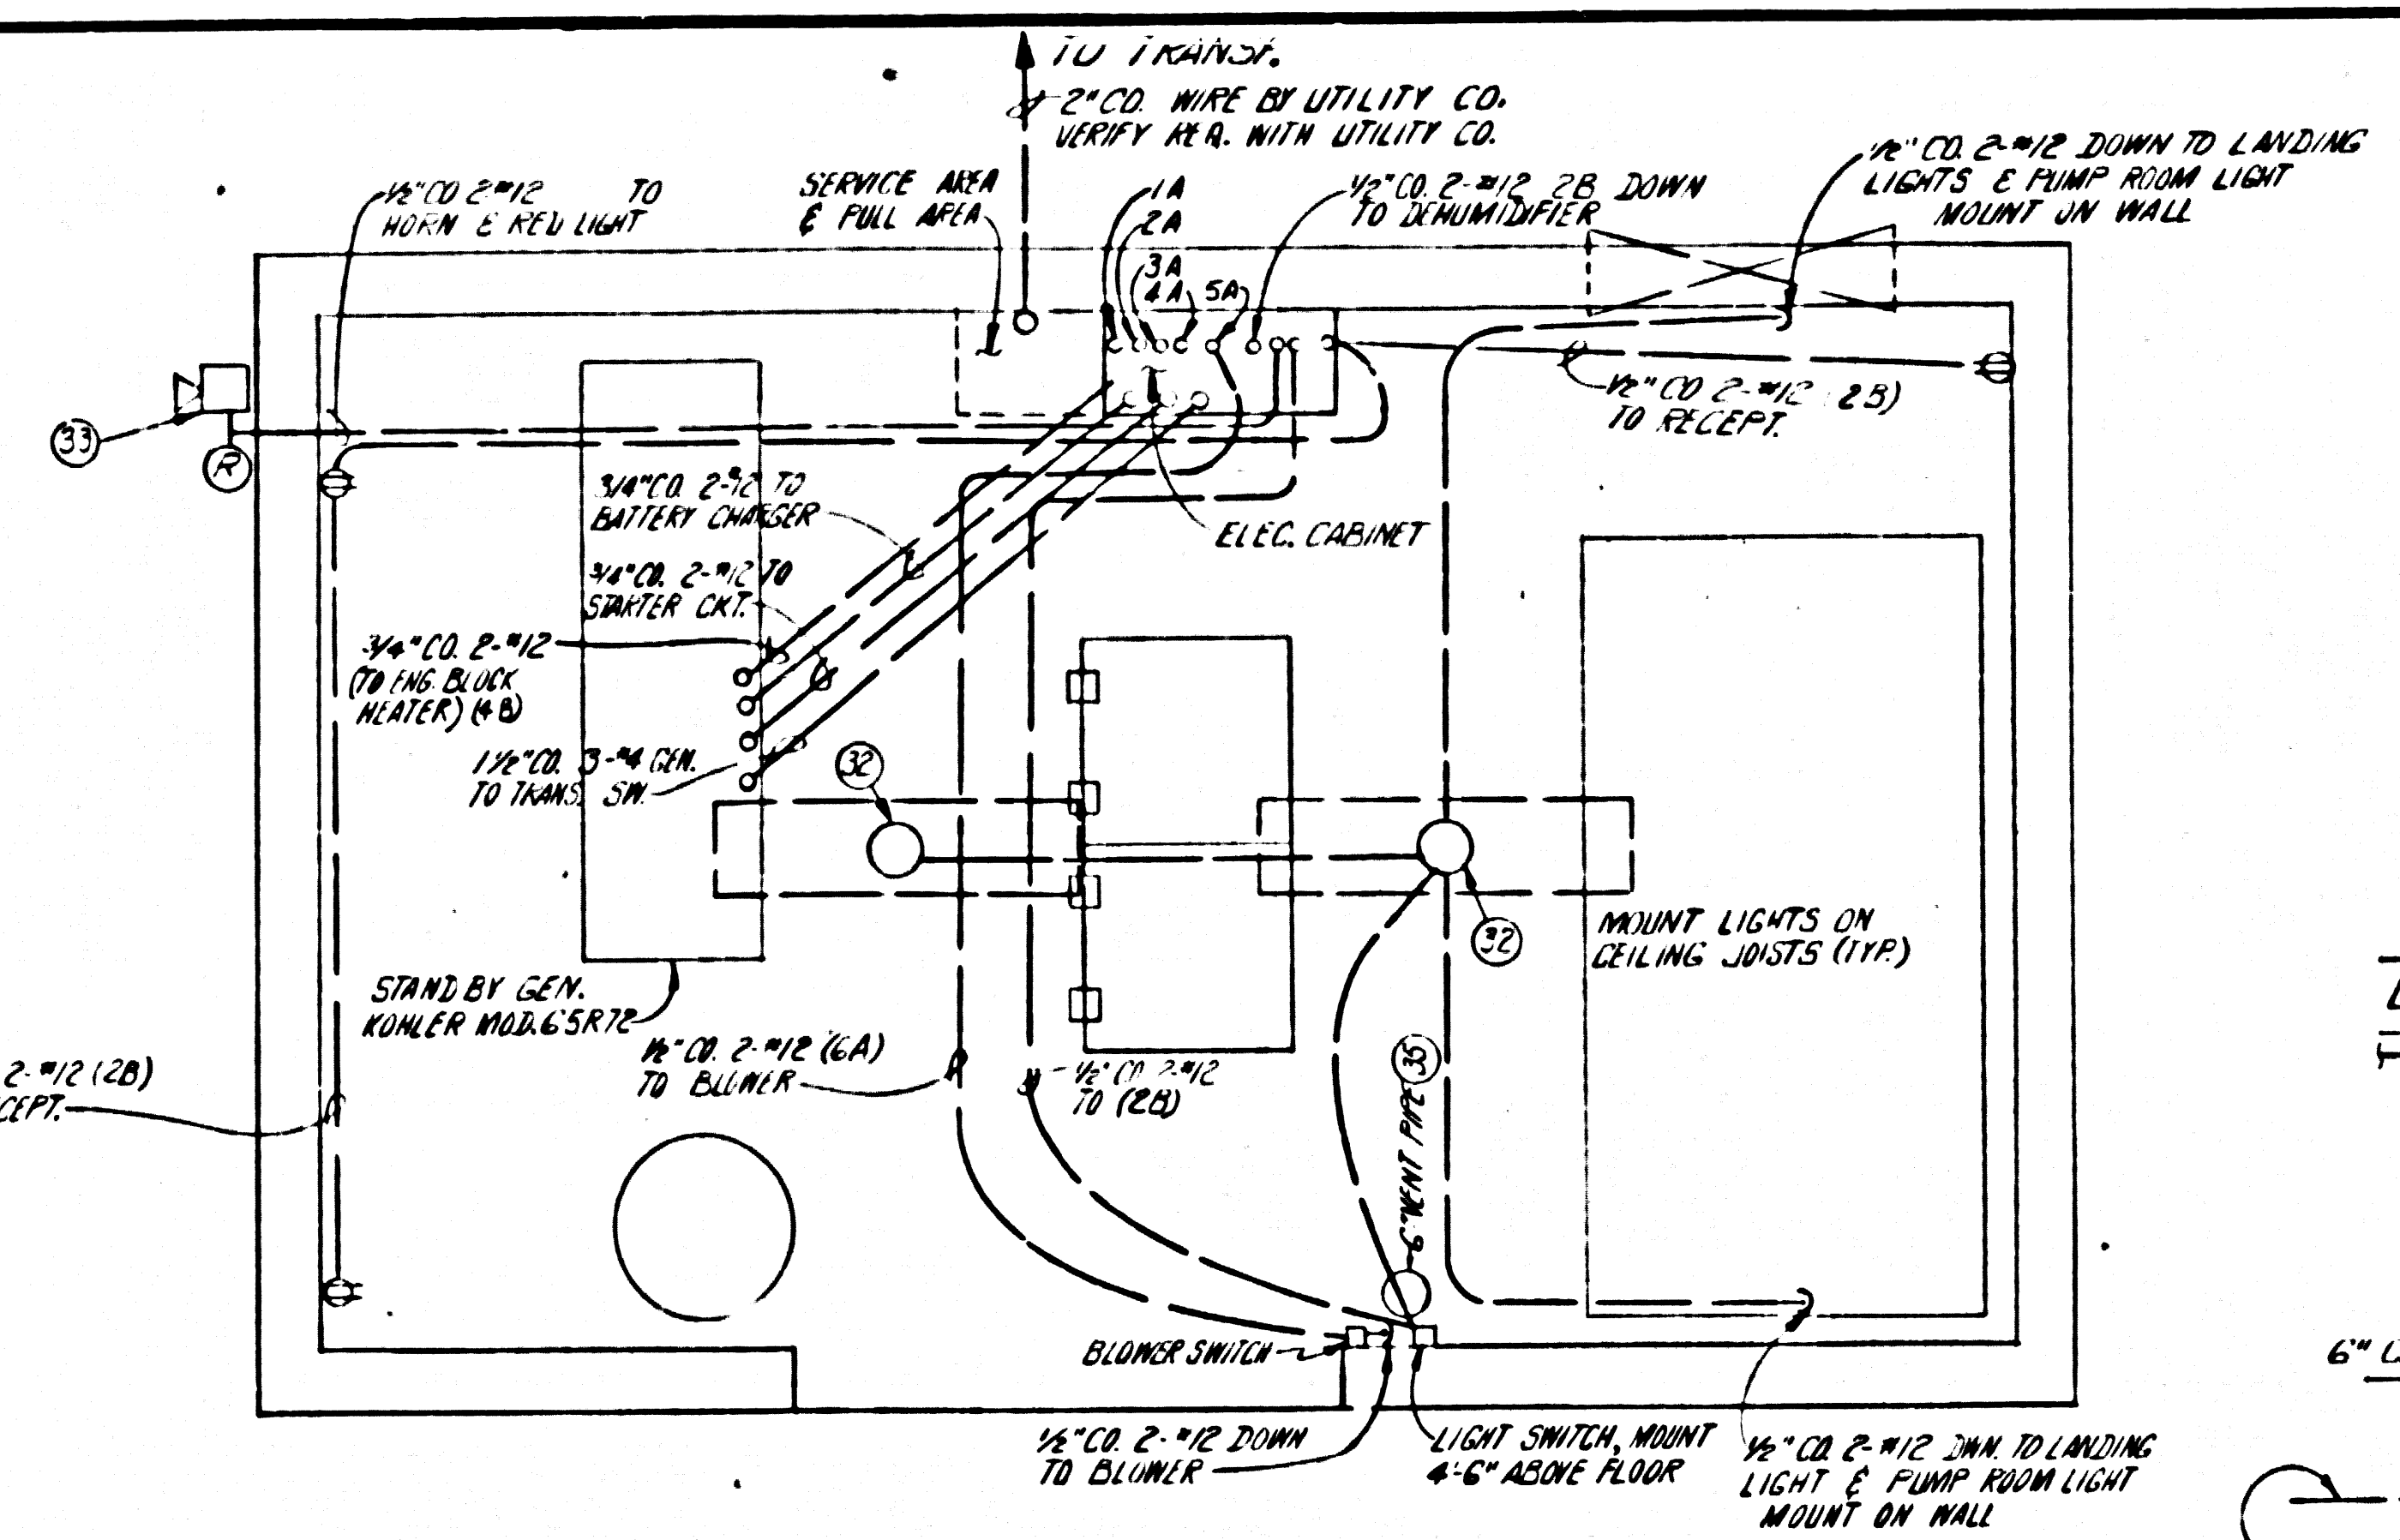 TO TRANSF.
2" CO. WIRE BY UTILITY CO.
VERIFY REQ. WITH UTILITY CO.
1/2" CO 2 #12 TO
HORN & RED LIGHT
SERVICE AREA
& PULL AREA
1A
2A
3A
4A
5A
1/2" CO. 2-#12 2B DOWN
TO DEHUMIDIFIER
1/2" CO. 2-#12 DOWN TO LANDING
LIGHTS & PUMP ROOM LIGHT
MOUNT ON WALL
33
R
1/2" CO 2-#12 (2B)
TO RECEPT.
3/4" CO. 2-#12 TO
BATTERY CHARGER
ELEC. CABINET
3/4" CO. 2-#12 TO
STARTER CKT.
3/4" CO. 2-#12
(TO ENG. BLOCK
HEATER) (4B)
1 1/2" CO. 3-#4 GEN.
TO TRANS. SW.
32
32
MOUNT LIGHTS ON
CEILING JOISTS (TYP.)
STANDBY GEN.
KOHLER MOD. 6.5R72
1/2" CO. 2-#12 (6A)
TO BLOWER
1/2" CO. 2-#12
TO (2B)
35
6" VENT PIPE
2-#12 (2B)
CEPT.
BLOWER SWITCH
1/2" CO. 2-#12 DOWN
TO BLOWER
LIGHT SWITCH, MOUNT
4'-6" ABOVE FLOOR
1/2" CO. 2-#12 DWN. TO LANDING
LIGHT & PUMP ROOM LIGHT
MOUNT ON WALL
6"